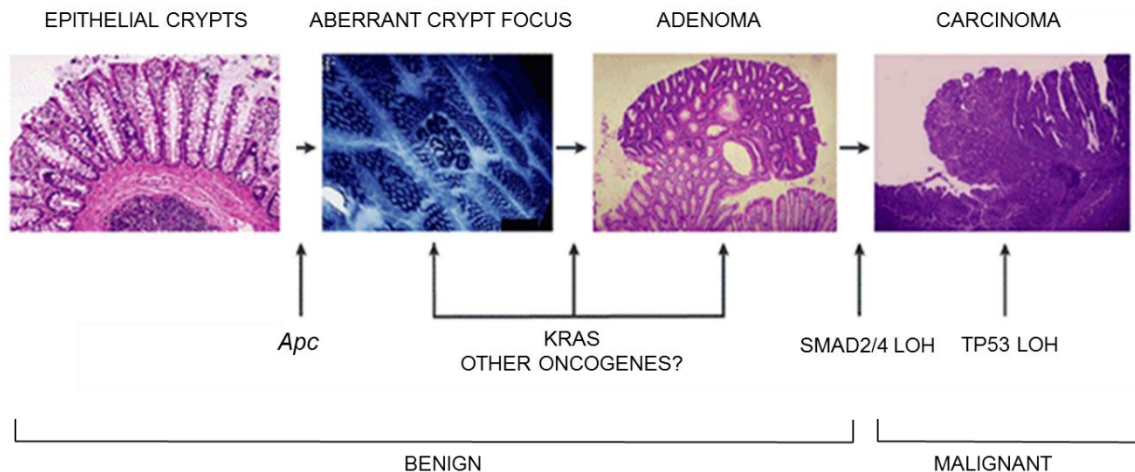 EPITHELIAL CRYPTS
ABERRANT CRYPT FOCUS
ADENOMA
CARCINOMA
Apc
KRAS
OTHER ONCOGENES?
SMAD2/4 LOH
TP53 LOH
BENIGN
MALIGNANT